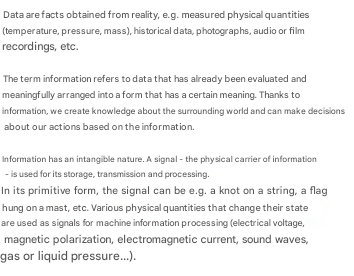 Data are facts obtained from reality, e.g. measured physical quantities
(temperature, pressure, mass), historical data, photographs, audio or film
recordings, etc.
The term information refers to data that has already been evaluated and
meaningfully arranged into a form that has a certain meaning. Thanks to
information, we create knowledge about the surrounding world and can make decisions
about our actions based on the information.
Information has an intangible nature. A signal - the physical carrier of information
- is used for its storage, transmission and processing.
In its primitive form, the signal can be e.g. a knot on a string, a flag
hung on a mast, etc. Various physical quantities that change their state
are used as signals for machine information processing (electrical voltage,
magnetic polarization, electromagnetic current, sound waves,
gas or liquid pressure...).